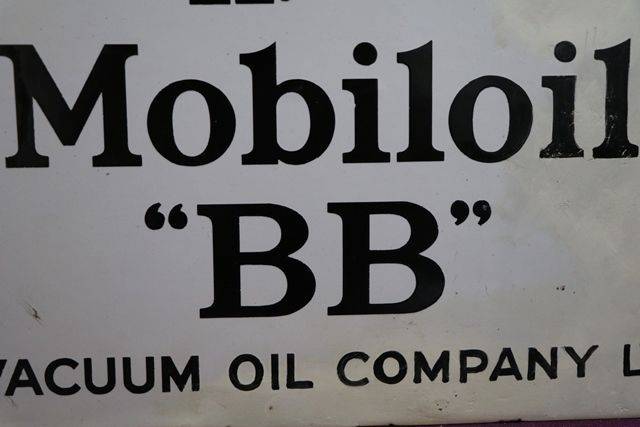 Mobiloil
“BB”
VACUUM OIL COMPANY L